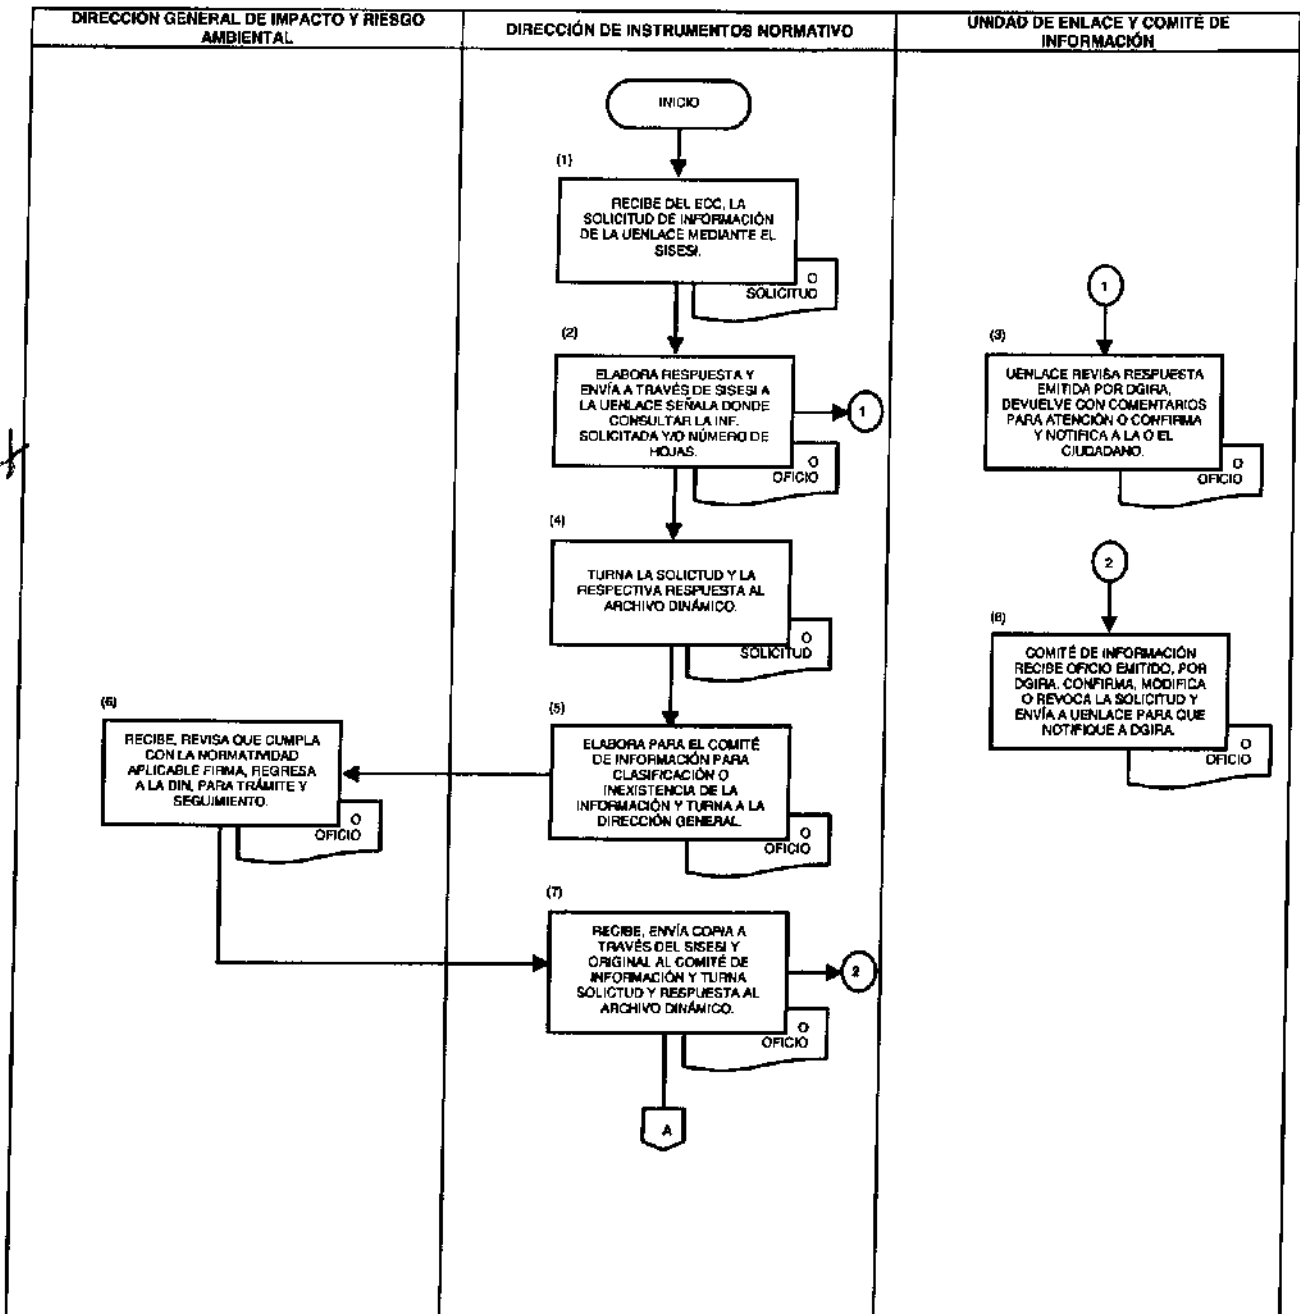 DIRECCIÓN GENERAL DE IMPACTO Y RIESGO
AMBIENTAL
DIRECCIÓN DE INSTRUMENTOS NORMATIVO
UNIDAD DE ENLACE Y COMITÉ DE
INFORMACIÓN
INICIO
(1)
RECIBE DEL ECC, LA
SOLICITUD DE INFORMACIÓN
DE LA UENLACE MEDIANTE EL
SISESI.
O
SOLICITUD
(2)
ELABORA RESPUESTA Y
ENVÍA A TRAVÉS DE SISESI A
LA UENLACE SEÑALA DONDE
CONSULTAR LA INF.
SOLICITADA Y/O NÚMERO DE
HOJAS.
O
OFICIO
1
1
(3)
UENLACE REVISA RESPUESTA
EMITIDA POR DGIRA,
DEVUELVE CON COMENTARIOS
PARA ATENCIÓN O CONFIRMA
Y NOTIFICA A LA O EL
CIUDADANO.
O
OFICIO
(4)
TURNA LA SOLICTUD Y LA
RESPECTIVA RESPUESTA AL
ARCHIVO DINÁMICO.
O
SOLICITUD
(5)
ELABORA PARA EL COMITÉ
DE INFORMACIÓN PARA
CLASIFICACIÓN O
INEXISTENCIA DE LA
INFORMACIÓN Y TURNA A LA
DIRECCIÓN GENERAL.
O
OFICIO
(6)
RECIBE, REVISA QUE CUMPLA
CON LA NORMATIVIDAD
APLICABLE FIRMA, REGRESA
A LA DIN, PARA TRÁMITE Y
SEGUIMIENTO.
O
OFICIO
(7)
RECIBE, ENVÍA COPIA A
TRAVÉS DEL SISESI Y
ORIGINAL AL COMITÉ DE
INFORMACIÓN Y TURNA
SOLICTUD Y RESPUESTA AL
ARCHIVO DINÁMICO.
O
OFICIO
2
2
(8)
COMITÉ DE INFORMACIÓN
RECIBE OFICIO EMITIDO, POR
DGIRA. CONFIRMA, MODIFICA
O REVOCA LA SOLICITUD Y
ENVÍA A UENLACE PARA QUE
NOTIFIQUE A DGIRA.
O
OFICIO
A